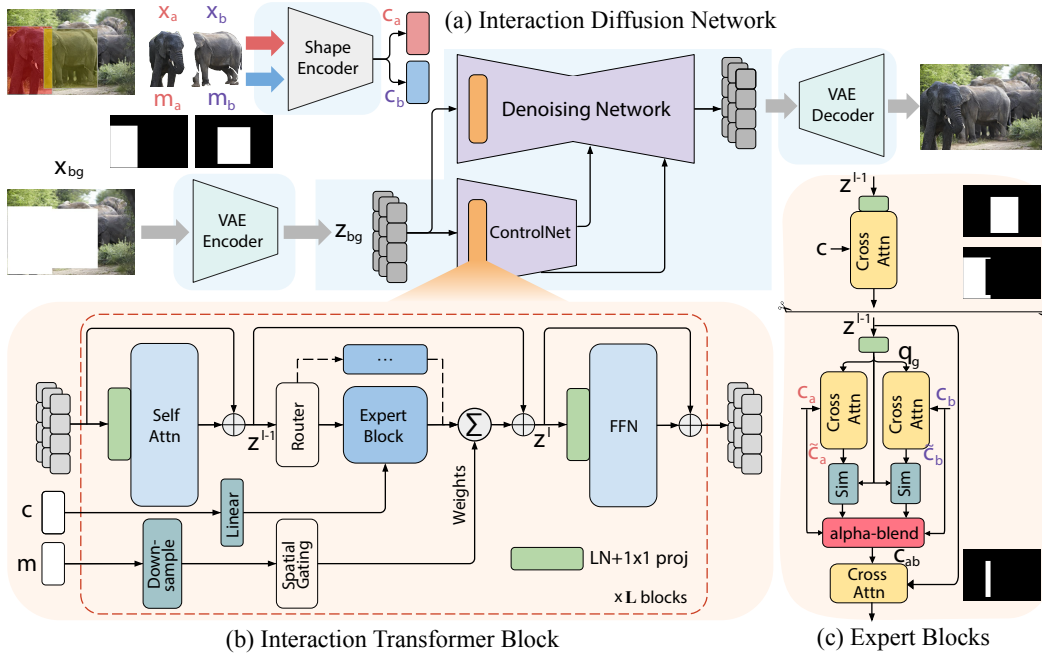 (a) Interaction Diffusion Network
x_a
x_b
m_a
m_b
Shape
Encoder
c_a
c_b
x_bg
VAE
Encoder
z_bg
Denoising Network
ControlNet
VAE
Decoder
Self
Attn
z^{l-1}
Router
...
Expert
Block
Σ
z^l
FFN
Weights
c
Linear
m
Down-
sample
Spatial
Gating
LN+1x1 proj
x L blocks
(b) Interaction Transformer Block
z^{l-1}
c
Cross
Attn
z^{l-1}
q_g
c_a
Cross
Attn
Cross
Attn
c_b
c̃_a
c̃_b
Sim
Sim
alpha-blend
c_ab
Cross
Attn
(c) Expert Blocks